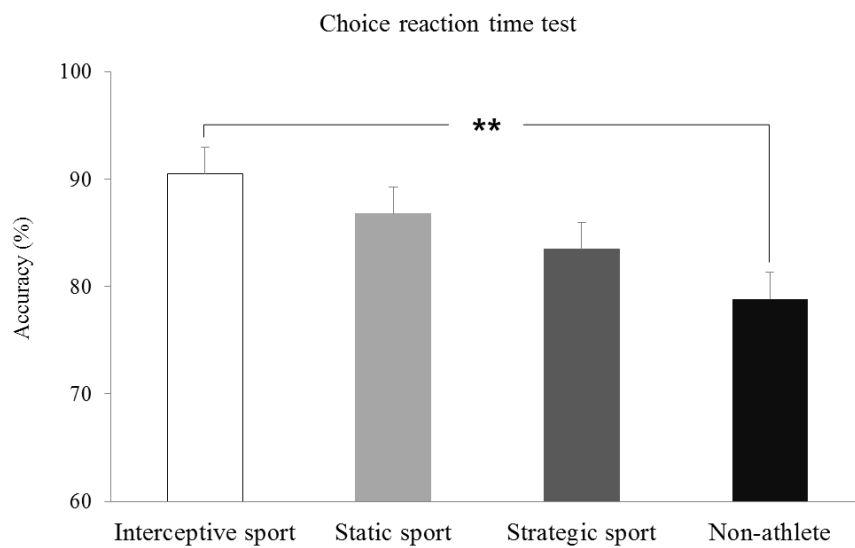 Choice reaction time test
100
**
90
80
70
60
Accuracy (%)
Interceptive sport Static sport Strategic sport Non-athlete